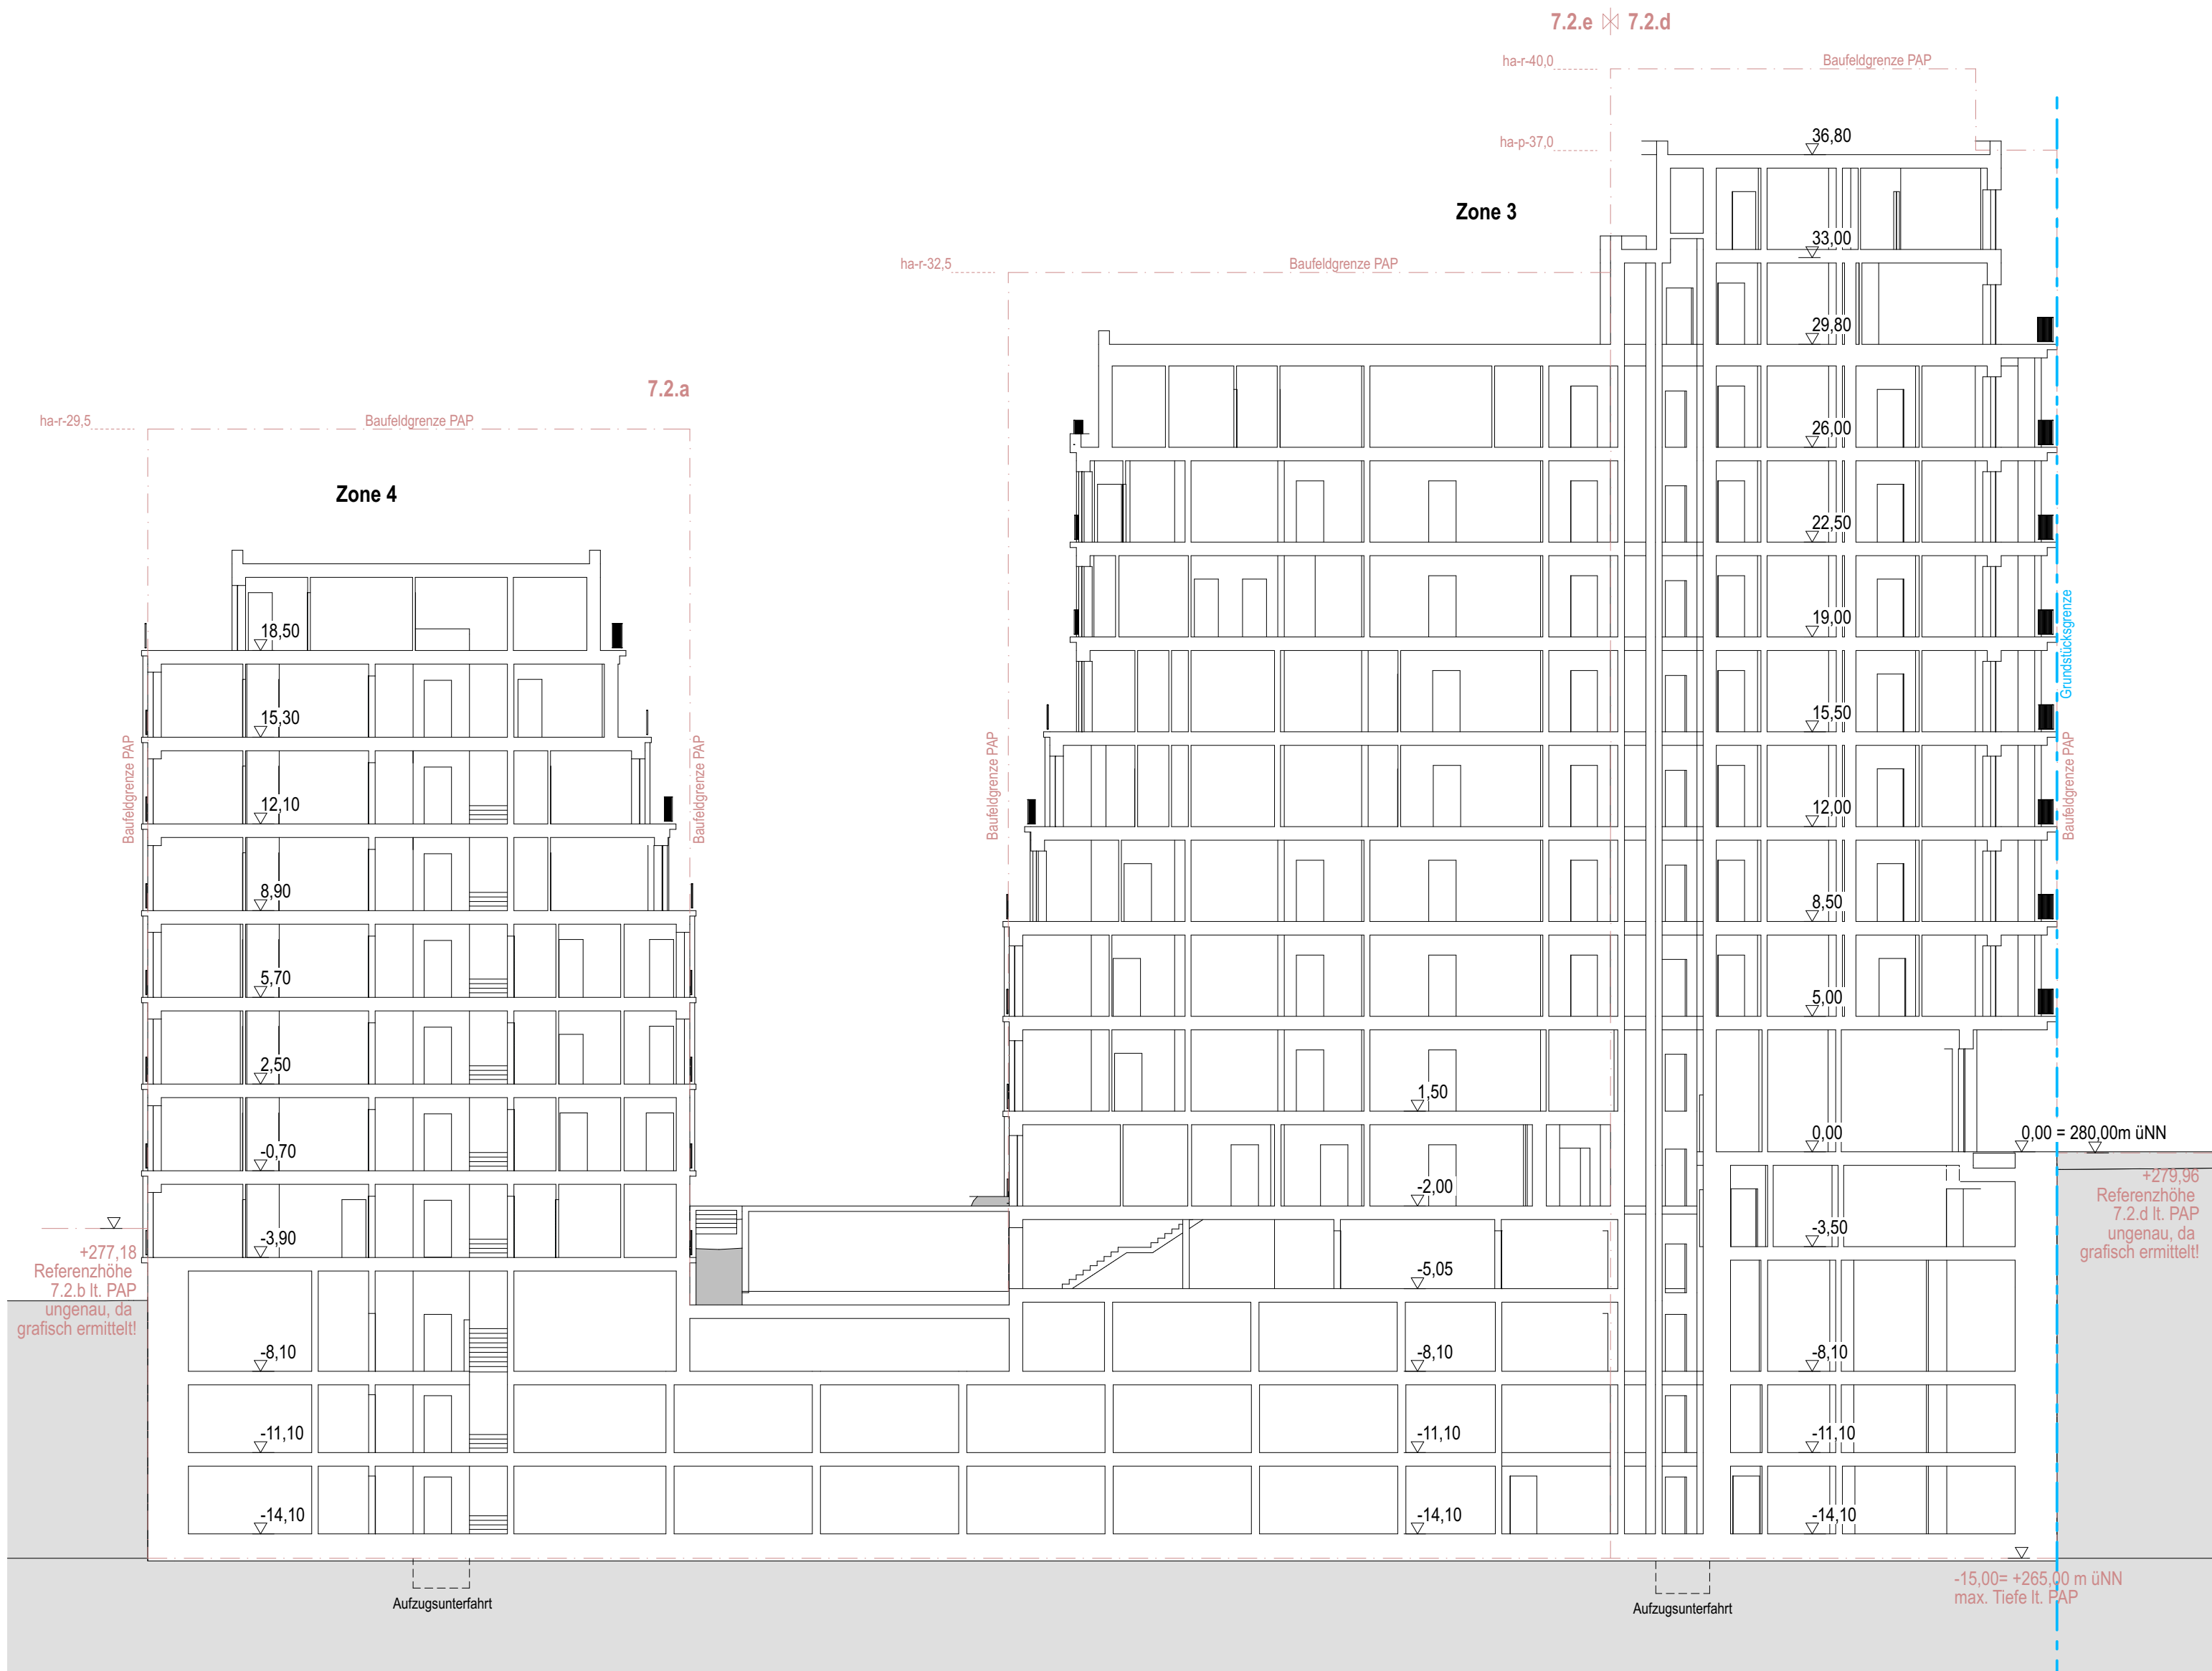 7.2.e 7.2.d
ha-r-40,0
Baufeldgrenze PAP
ha-p-37,0
36,80
Zone 3
33,00
ha-r-32,5
Baufeldgrenze PAP
29,80
7.2.a
ha-r-29,5
Baufeldgrenze PAP
26,00
Zone 4
22,50
18,50
19,00
Grundstücksgrenze
15,30
15,50
Baufeldgrenze PAP
Baufeldgrenze PAP
Baufeldgrenze PAP
Baufeldgrenze PAP
12,10
12,00
8,90
8,50
5,70
5,00
2,50
1,50
-0,70
0,00
0,00 = 280,00m üNN
-2,00
+279,96
Referenzhöhe
7.2.d lt. PAP
ungenau, da
grafisch ermittelt!
-3,90
-3,50
+277,18
Referenzhöhe
7.2.b lt. PAP
ungenau, da
grafisch ermittelt!
-5,05
-8,10
-8,10
-8,10
-11,10
-11,10
-11,10
-14,10
-14,10
-14,10
-15,00= +265,00 m üNN
max. Tiefe lt. PAP
Aufzugsunterfahrt
Aufzugsunterfahrt